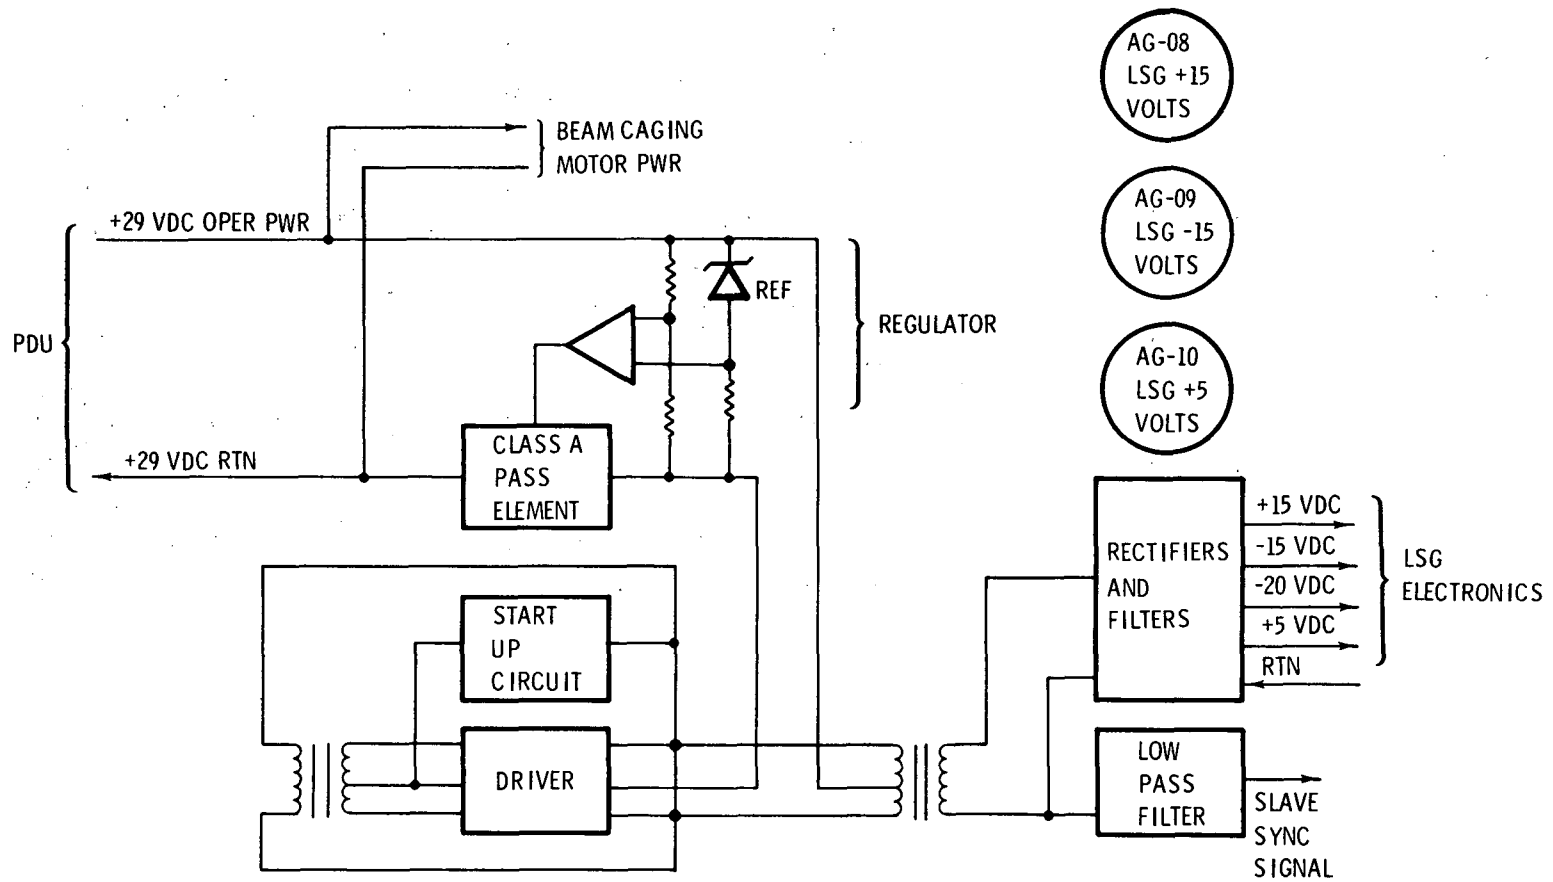 AG-08
LSG +15
VOLTS
BEAM CAGING
MOTOR PWR
AG-09
LSG -15
VOLTS
+29 VDC OPER PWR
REF
PDU
REGULATOR
AG-10
LSG +5
VOLTS
+29 VDC RTN
CLASS A
PASS
ELEMENT
RECTIFIERS
AND
FILTERS
+15 VDC
-15 VDC
-20 VDC
+5 VDC
RTN
LSG
ELECTRONICS
START
UP
CIRCUIT
DRIVER
LOW
PASS
FILTER
SLAVE
SYNC
SIGNAL